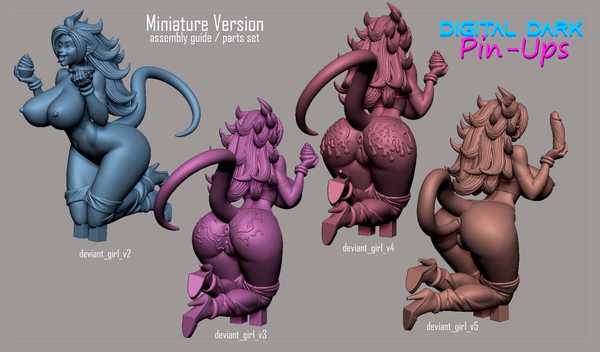 Miniature Version
assembly guide / parts set
DIGITAL DARK
Pin-Ups
deviant_girl_v2
deviant_girl_v4
deviant_girl_v3
deviant_girl_v5